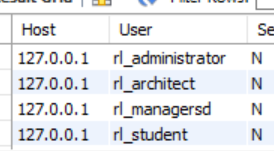 Host User Se
127.0.0.1 rl_administrator N
127.0.0.1 rl_architect N
127.0.0.1 rl_managersd N
127.0.0.1 rl_student N